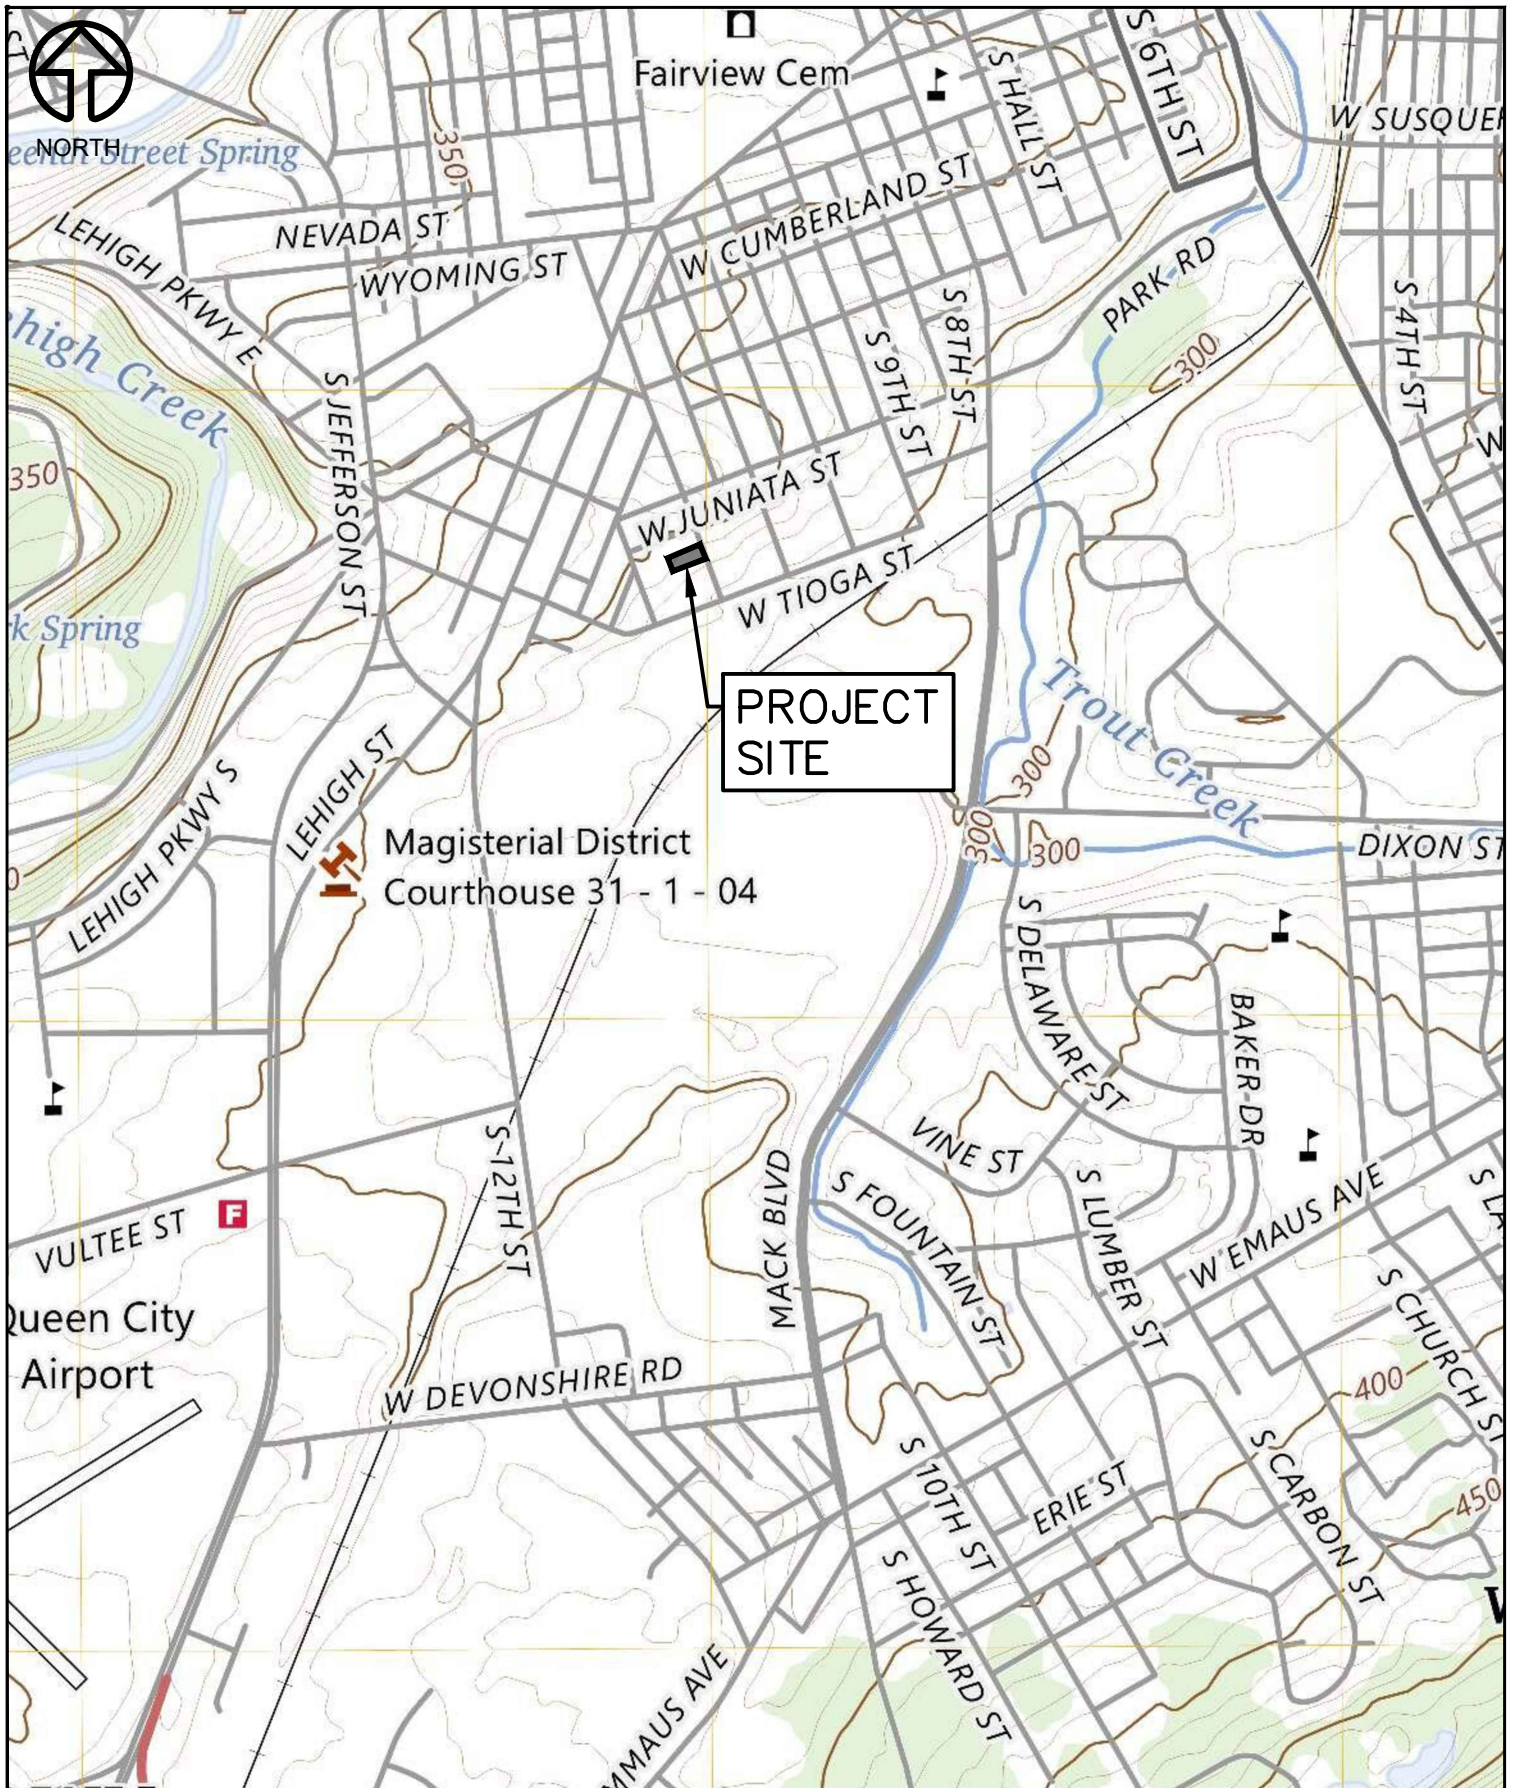 S 6TH ST
Fairview Cem
S HALL ST
W SUSQUEH
NORTH
Street Spring
350
W CUMBERLAND ST
LEHIGH PKWY E
NEVADA ST
WYOMING ST
PARK RD
S 4TH ST
S 8TH ST
S 9TH ST
300
high Creek
S JEFFERSON ST
350
W JUNIATA ST
W TIOGA ST
W
k Spring
PROJECT
SITE
Trout Creek
300
LEHIGH ST
LEHIGH PKWY S
Magisterial District
Courthouse 31 - 1 - 04
300
300
DIXON ST
0
S DELAWARE ST
BAKER DR
VINE ST
S 12TH ST
MACK BLVD
S FOUNTAIN ST
S LUMBER ST
W EMAUS AVE
S LA
VULTEE ST
F
S CHURCH ST
Queen City
Airport
W DEVONSHIRE RD
400
S 10TH ST
ERIE ST
S CARBON ST
450
S HOWARD ST
MMAUS AVE